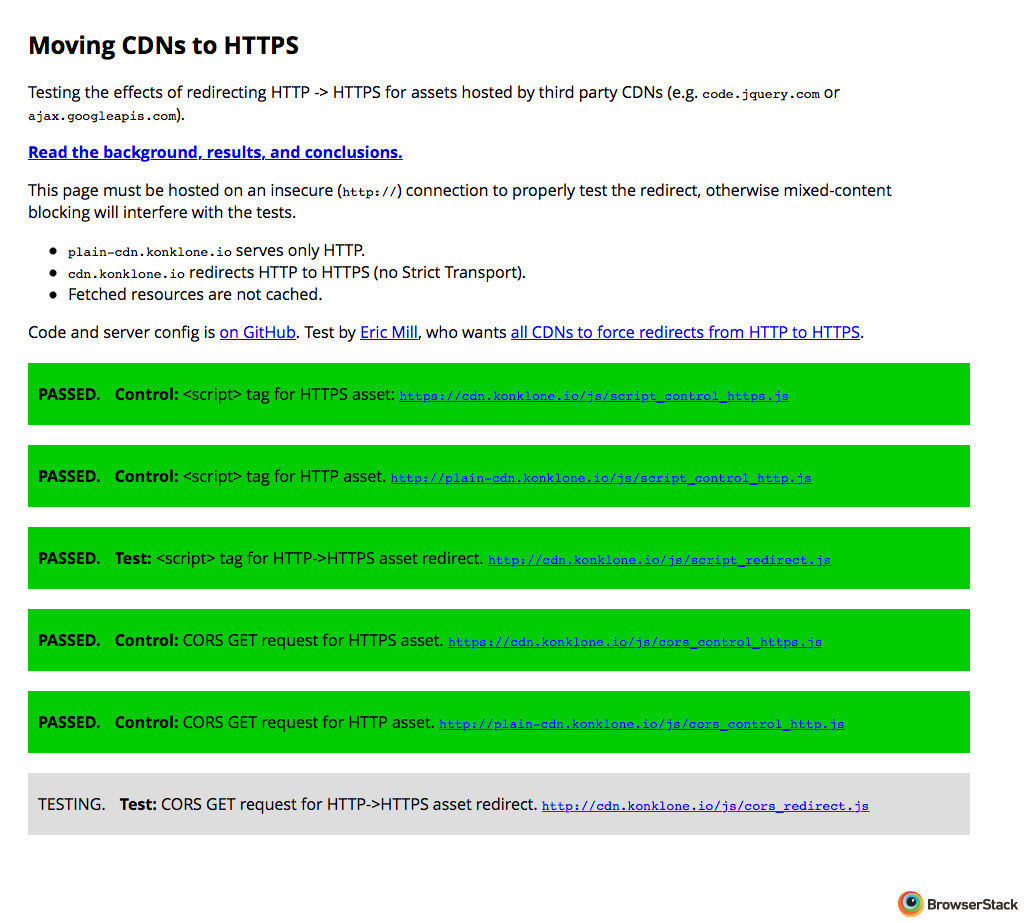 Moving CDNs to HTTPS
Testing the effects of redirecting HTTP -> HTTPS for assets hosted by third party CDNs (e.g. code.jquery.com or
ajax.googleapis.com).
Read the background, results, and conclusions.
This page must be hosted on an insecure (http://) connection to properly test the redirect, otherwise mixed-content
blocking will interfere with the tests.
• plain-cdn.konklone.io serves only HTTP.
• cdn.konklone.io redirects HTTP to HTTPS (no Strict Transport).
• Fetched resources are not cached.
Code and server config is on GitHub. Test by Eric Mill, who wants all CDNs to force redirects from HTTP to HTTPS.
PASSED. Control: <script> tag for HTTPS asset: https://cdn.konklone.io/js/script_control_https.js
PASSED. Control: <script> tag for HTTP asset. http://plain-cdn.konklone.io/js/script_control_http.js
PASSED. Test: <script> tag for HTTP->HTTPS asset redirect. http://cdn.konklone.io/js/script_redirect.js
PASSED. Control: CORS GET request for HTTPS asset. https://cdn.konklone.io/js/cors_control_https.js
PASSED. Control: CORS GET request for HTTP asset. http://plain-cdn.konklone.io/js/cors_control_http.js
TESTING. Test: CORS GET request for HTTP->HTTPS asset redirect. http://cdn.konklone.io/js/cors_redirect.js
BrowserStack